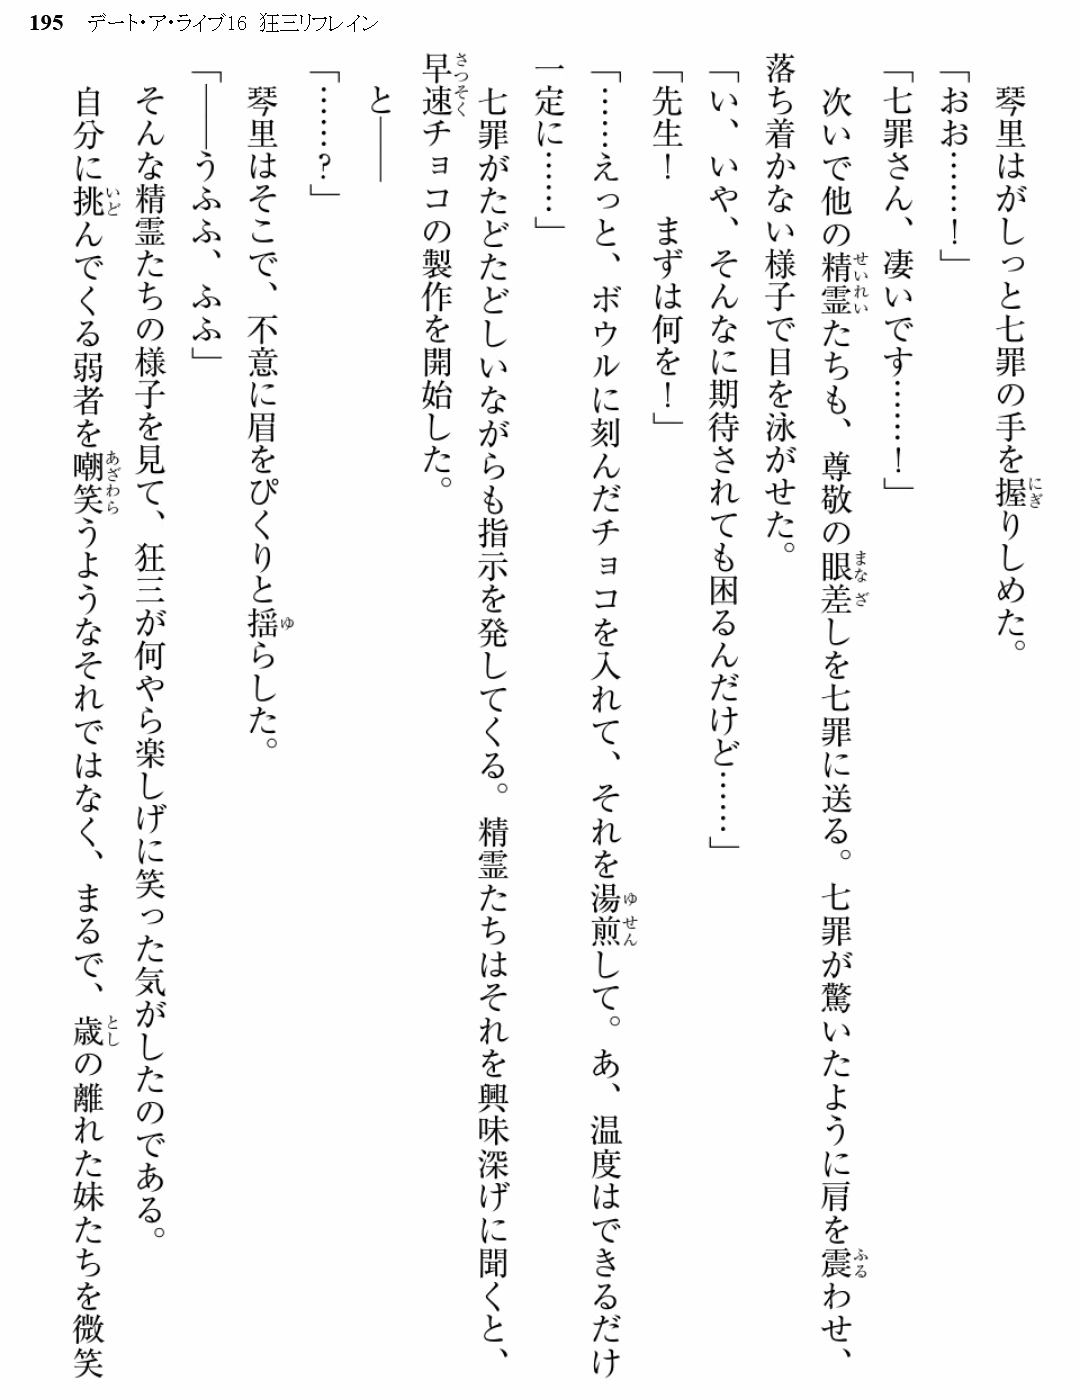 195 デート・ア・ライブ16 狂三リフレイン
琴里はがしっと七罪の手を握りしめた。
「おお……！」
「七罪さん、凄いです……！」
次いで他の精霊たちも、尊敬の眼差しを七罪に送る。七罪が驚いたように肩を震わせ、
落ち着かない様子で目を泳がせた。
「い、いや、そんなに期待されても困るんだけど……」
「先生！　まずは何を！」
「……えっと、ボウルに刻んだチョコを入れて、それを湯煎して。あ、温度はできるだけ
一定に……」
七罪がたどたどしいながらも指示を発してくる。精霊たちはそれを興味深げに聞くと、
早速チョコの製作を開始した。
と――
「……？」
琴里はそこで、不意に眉をぴくりと揺らした。
「――うふふ、ふふ」
そんな精霊たちの様子を見て、狂三が何やら楽しげに笑った気がしたのである。
自分に挑んでくる弱者を嘲笑うようなそれではなく、まるで、歳の離れた妹たちを微笑